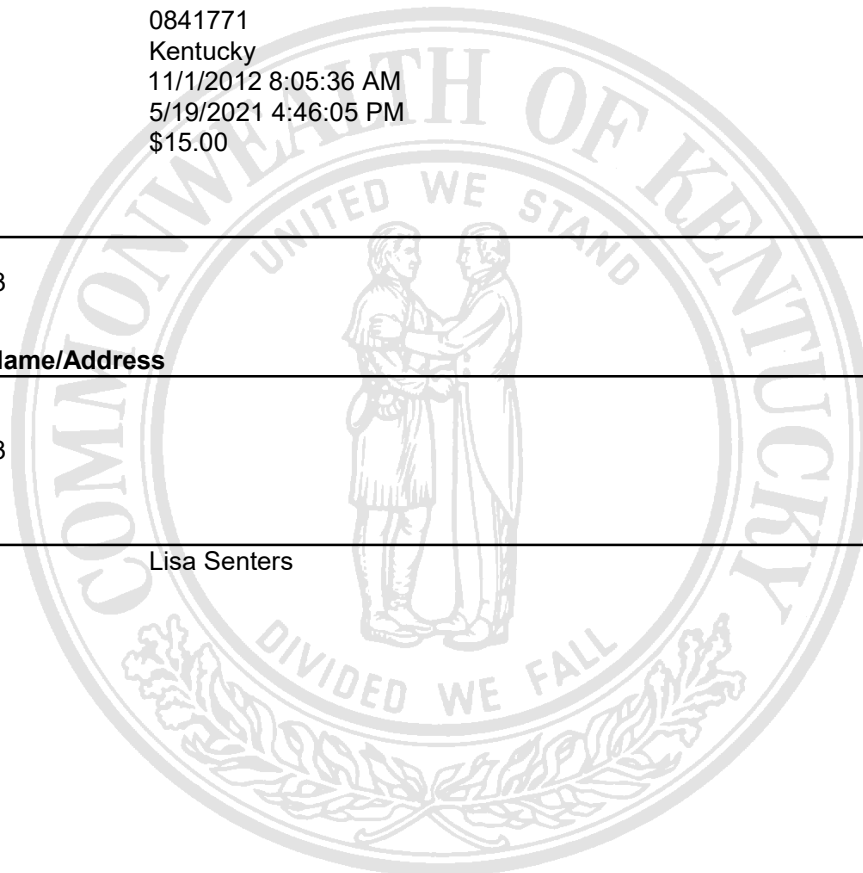 0841771
Kentucky
11/1/2012 8:05:36 AM
5/19/2021 4:46:05 PM
$15.00
COMMONWEALTH OF KENTUCKY
UNITED WE STAND
3
ame/Address
3
Lisa Senters
DIVIDED WE FALL